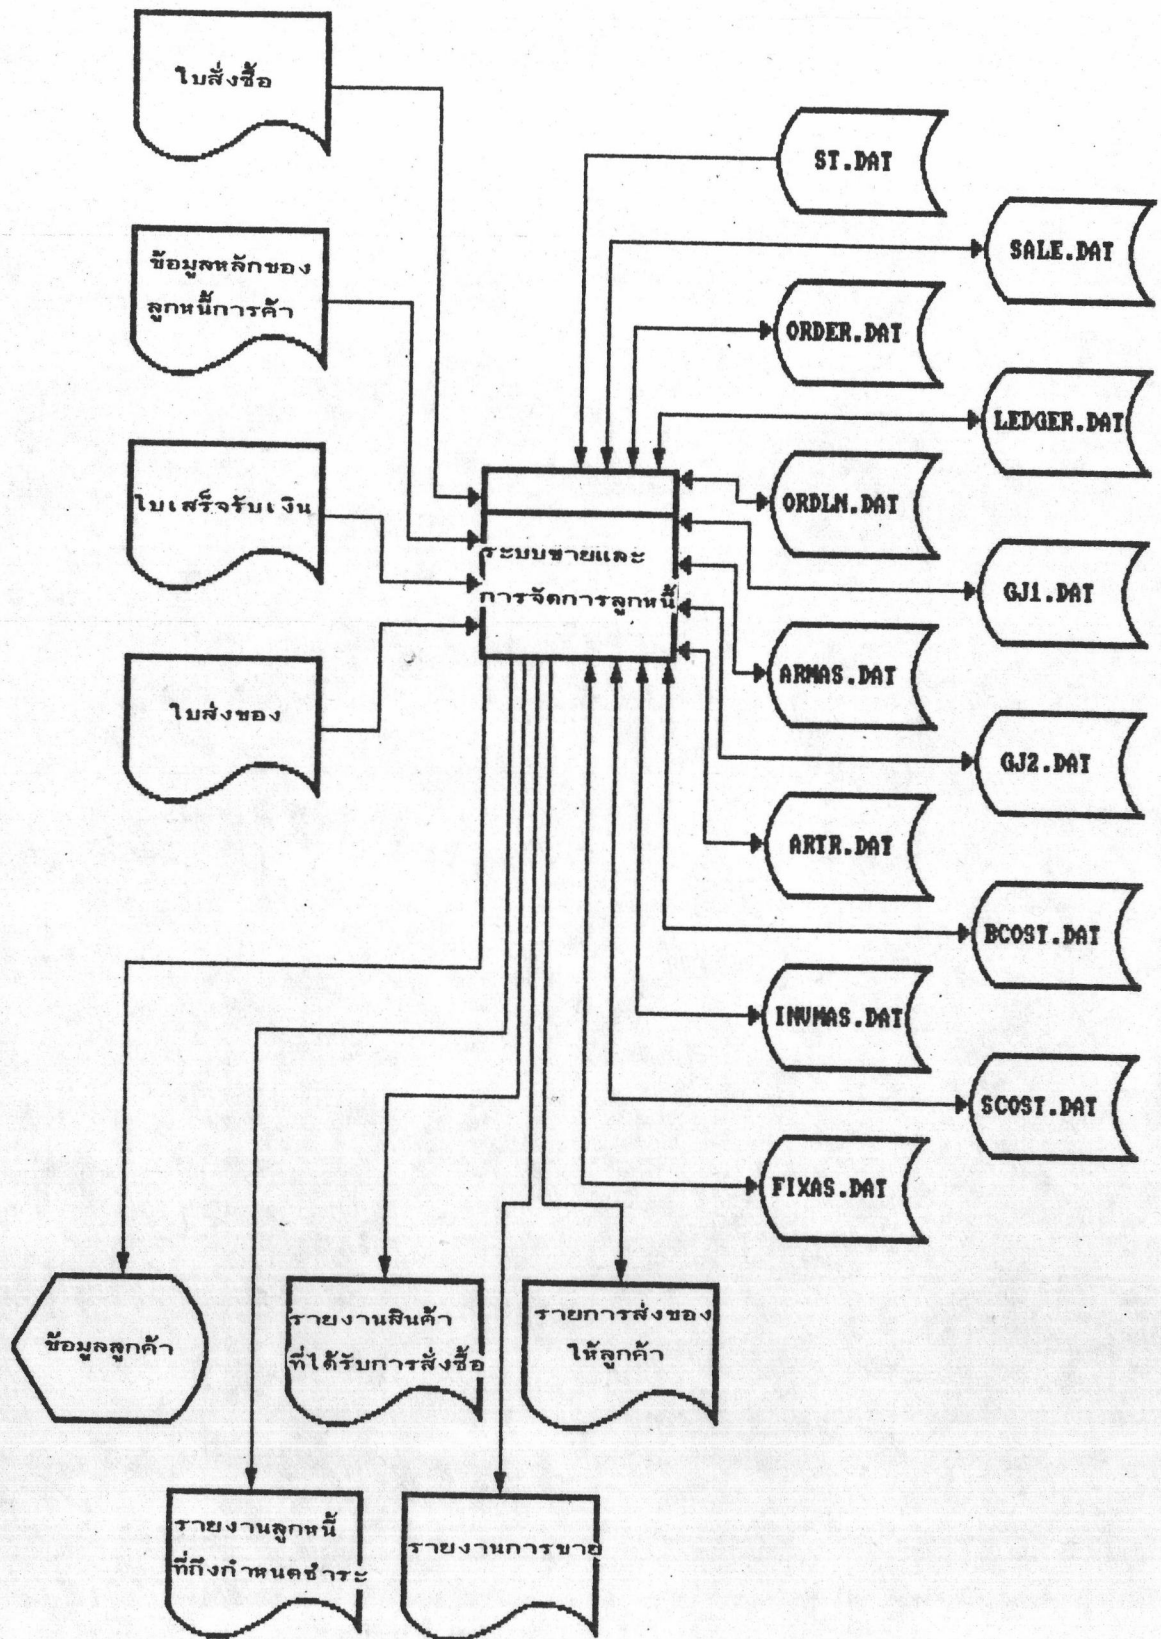 ใบสั่งซื้อ
ST.DAT
ข้อมูลหลักของ
ลูกหนี้การค้า
SALE.DAT
ORDER.DAT
LEDGER.DAT
ใบเสร็จรับเงิน
ORDLN.DAT
ระบบขายและ
การจัดการลูกหนี้
GJ1.DAT
ARMAS.DAT
ใบส่งของ
GJ2.DAT
ARTR.DAT
BCOST.DAT
INVMAS.DAT
SCOST.DAT
FIXAS.DAT
ข้อมูลลูกค้า
รายงานสินค้า
ที่ได้รับการสั่งซื้อ
รายการส่งของ
ให้ลูกค้า
รายงานลูกหนี้
ที่ถึงกำหนดชำระ
รายงานการขาย